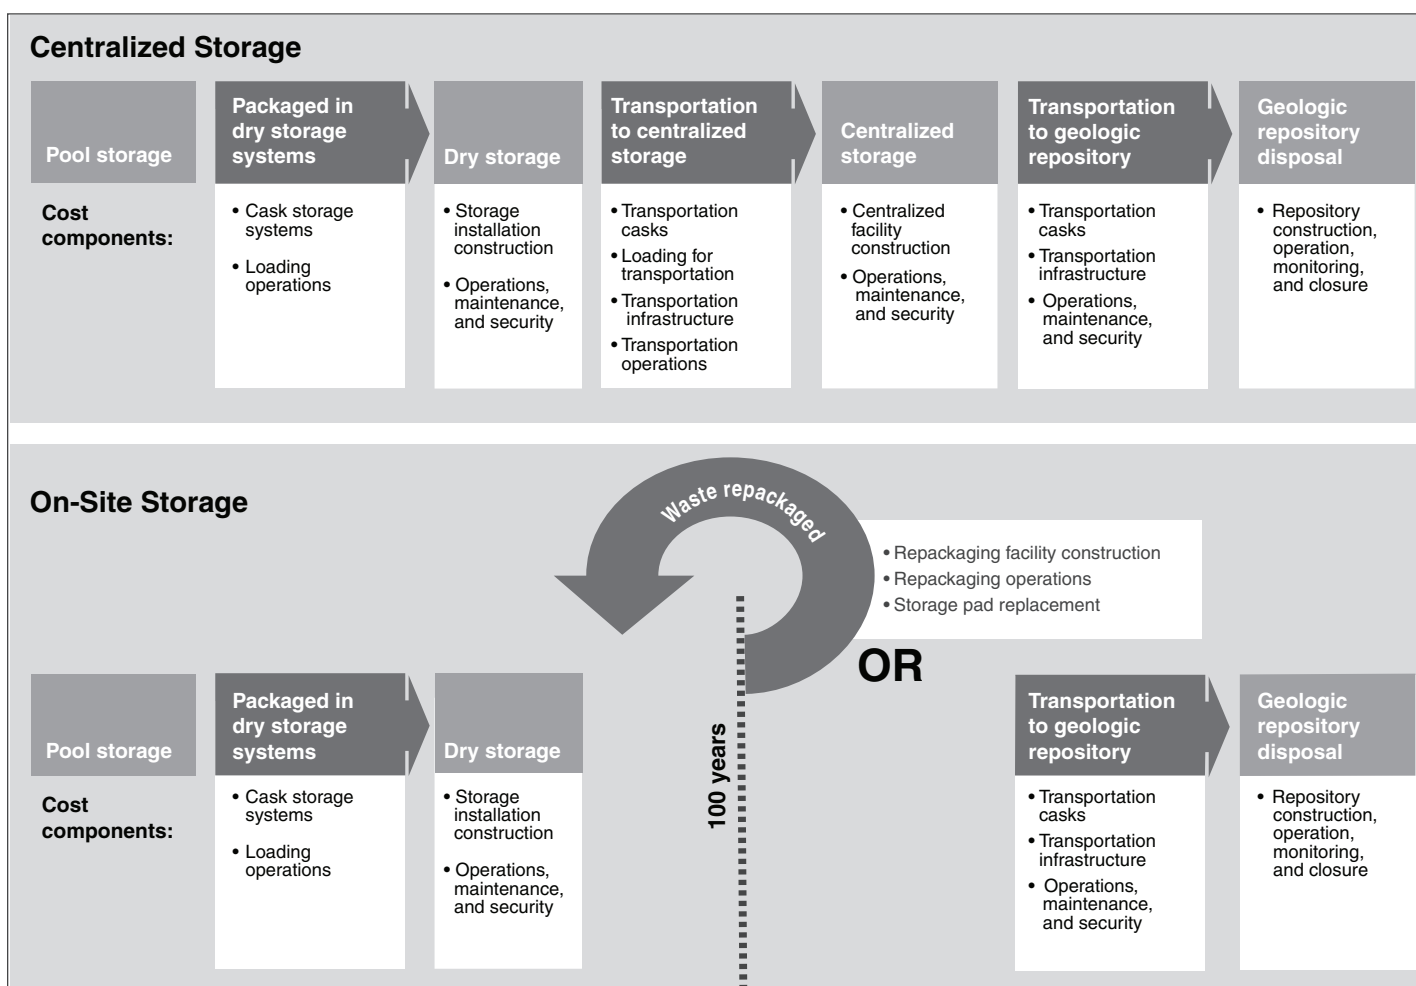 Centralized Storage
Pool storage
Packaged in
dry storage
systems
Dry storage
Transportation
to centralized
storage
Centralized
storage
Transportation
to geologic
repository
Geologic
repository
disposal
Cost
components:
• Cask storage
systems
• Loading
operations
• Storage
installation
construction
• Operations,
maintenance,
and security
• Transportation
casks
• Loading for
transportation
• Transportation
infrastructure
• Transportation
operations
• Centralized
facility
construction
• Operations,
maintenance,
and security
• Transportation
casks
• Transportation
infrastructure
• Operations,
maintenance,
and security
• Repository
construction,
operation,
monitoring,
and closure
On-Site Storage
Waste repackaged
• Repackaging facility construction
• Repackaging operations
• Storage pad replacement
OR
100 years
Pool storage
Packaged in
dry storage
systems
Dry storage
Transportation
to geologic
repository
Geologic
repository
disposal
Cost
components:
• Cask storage
systems
• Loading
operations
• Storage
installation
construction
• Operations,
maintenance,
and security
• Transportation
casks
• Transportation
infrastructure
• Operations,
maintenance,
and security
• Repository
construction,
operation,
monitoring,
and closure